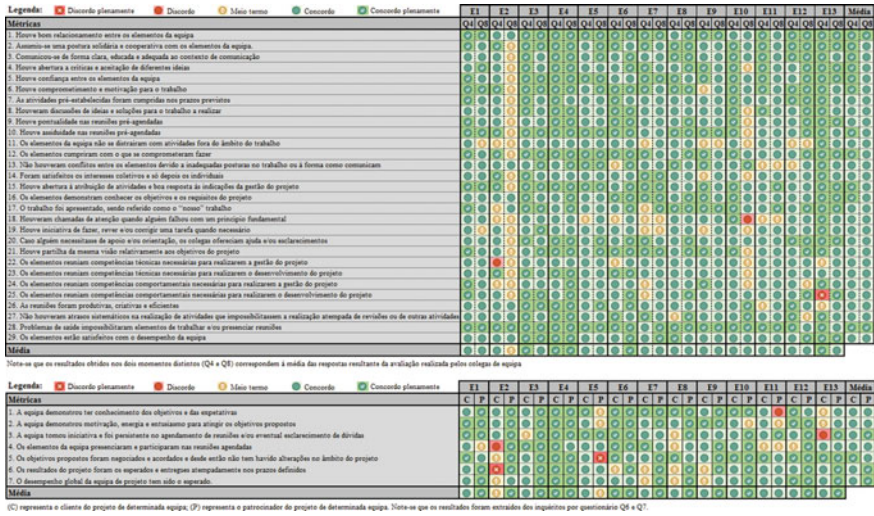 Legenda: Discordo plenamente Discordo Meio termo Concordo Concordo plenamente E1 E2 E3 E4 E5 E6 E7 E8 E9 E10 E11 E12 E13 Média
Métricas Q4 Q8 Q4 Q8 Q4 Q8 Q4 Q8 Q4 Q8 Q4 Q8 Q4 Q8 Q4 Q8 Q4 Q8 Q4 Q8 Q4 Q8 Q4 Q8 Q4 Q8 Q4 Q8
1. Houve bom relacionamento entre os elementos da equipa
2. Assumiu-se uma postura solidária e cooperativa com os elementos da equipa.
3. Comunicou-se de forma clara, educada e adequada ao contexto de comunicação
4. Houve abertura a críticas e aceitação de diferentes ideias
5. Houve confiança entre os elementos da equipa
6. Houve comprometimento e motivação para o trabalho
7. As atividades pré-estabelecidas foram cumpridas nos prazos previstos
8. Houveram discussões de ideias e soluções para o trabalho a realizar
9. Houve pontualidade nas reuniões pré-agendadas
10. Houve assiduidade nas reuniões pré-agendadas
11. Os elementos da equipa não se distraíram com atividades fora do âmbito do trabalho
12. Os elementos cumpriram com o que se comprometeram fazer
13. Não houveram conflitos entre os elementos devido a inadequadas posturas no trabalho ou à forma como comunicam
14. Foram satisfeitos os interesses coletivos e só depois os individuais
15. Houve abertura à atribuição de atividades e boa resposta às indicações da gestão do projeto
16. Os elementos demonstram conhecer os objetivos e os requisitos do projeto
17. O trabalho foi apresentado, sendo referido como o "nosso" trabalho
18. Houveram chamadas de atenção quando alguém falhou com um princípio fundamental
19. Houve iniciativa de fazer, rever e/ou corrigir uma tarefa quando necessário
20. Caso alguém necessitasse de apoio e/ou orientação, os colegas ofereciam ajuda e/ou esclarecimentos
21. Houve partilha da mesma visão relativamente aos objetivos do projeto
22. Os elementos reuniam competências técnicas necessárias para realizarem a gestão do projeto
23. Os elementos reuniam competências técnicas necessárias para realizarem o desenvolvimento do projeto
24. Os elementos reuniam competências comportamentais necessárias para realizarem a gestão do projeto
25. Os elementos reuniam competências comportamentais necessárias para realizarem o desenvolvimento do projeto
26. As reuniões foram produtivas, criativas e eficientes
27. Não houveram atrasos sistemáticos na realização de atividades que impossibilitassem a realização atempada de revisões ou de outras atividades
28. Problemas de saúde impossibilitaram elementos de trabalhar e/ou presenciar reuniões
29. Os elementos estão satisfeitos com o desempenho da equipa
Média
Note-se que os resultados obtidos nos dois momentos distintos (Q4 e Q8) correspondem à média das respostas resultante da avaliação realizada pelos colegas de equipa
Legenda: Discordo plenamente Discordo Meio termo Concordo Concordo plenamente E1 E2 E3 E4 E5 E6 E7 E8 E9 E10 E11 E12 E13 Média
Métricas C P C P C P C P C P C P C P C P C P C P C P C P C P C P
1. A equipa demonstrou ter conhecimento dos objetivos e das expetativas
2. A equipa demonstrou motivação, energia e entusiasmo para atingir os objetivos propostos
3. A equipa tomou iniciativa e foi persistente no agendamento de reuniões e/ou eventual esclarecimento de dúvidas
4. Os elementos da equipa presenciaram e participaram nas reuniões agendadas
5. Os objetivos propostos foram negociados e acordados e desde então não tem havido alterações no âmbito do projeto
6. Os resultados do projeto foram os esperados e entregues atempadamente nos prazos definidos
7. O desempenho global da equipa de projeto tem sido o esperado.
Média
(C) representa o cliente do projeto de determinada equipa; (P) representa o patrocinador do projeto de determinada equipa. Note-se que os resultados foram extraídos dos inquéritos por questionário Q6 e Q7.